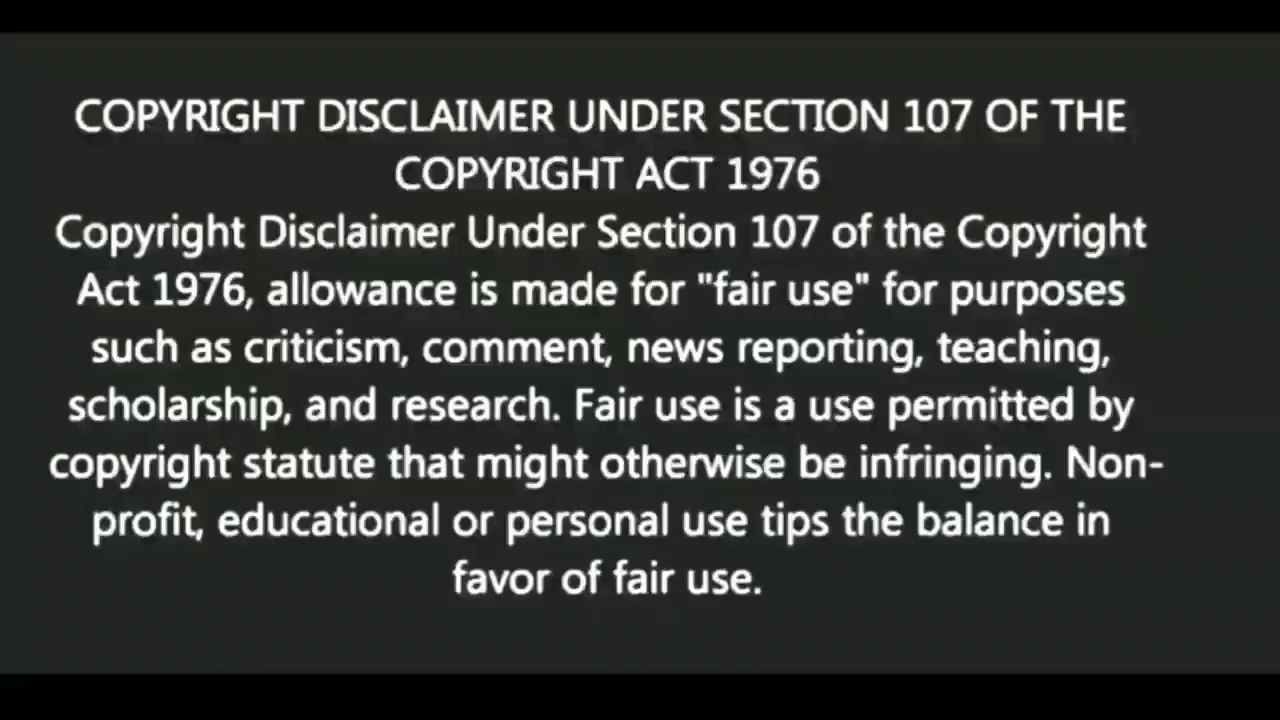 COPYRIGHT DISCLAIMER UNDER SECTION 107 OF THE
COPYRIGHT ACT 1976
Copyright Disclaimer Under Section 107 of the Copyright
Act 1976, allowance is made for "fair use" for purposes
such as criticism, comment, news reporting, teaching,
scholarship, and research. Fair use is a use permitted by
copyright statute that might otherwise be infringing. Non-
profit, educational or personal use tips the balance in
favor of fair use.